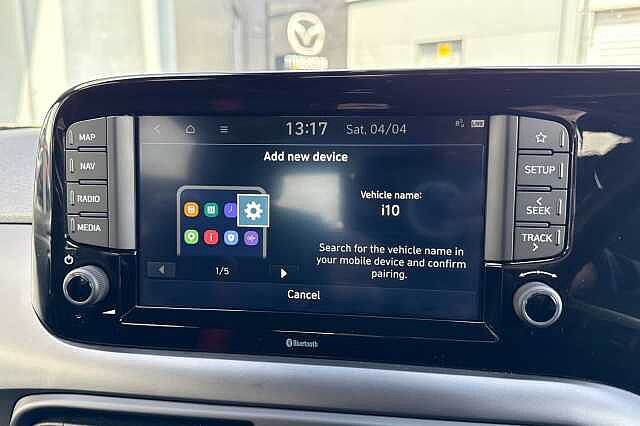 MAP
NAV
RADIO
MEDIA
13:17 Sat, 04/04
LIVE
Add new device
Vehicle name:
i10
Search for the vehicle name in
your mobile device and confirm
pairing.
1/5
Cancel
SETUP
SEEK
TRACK
Bluetooth